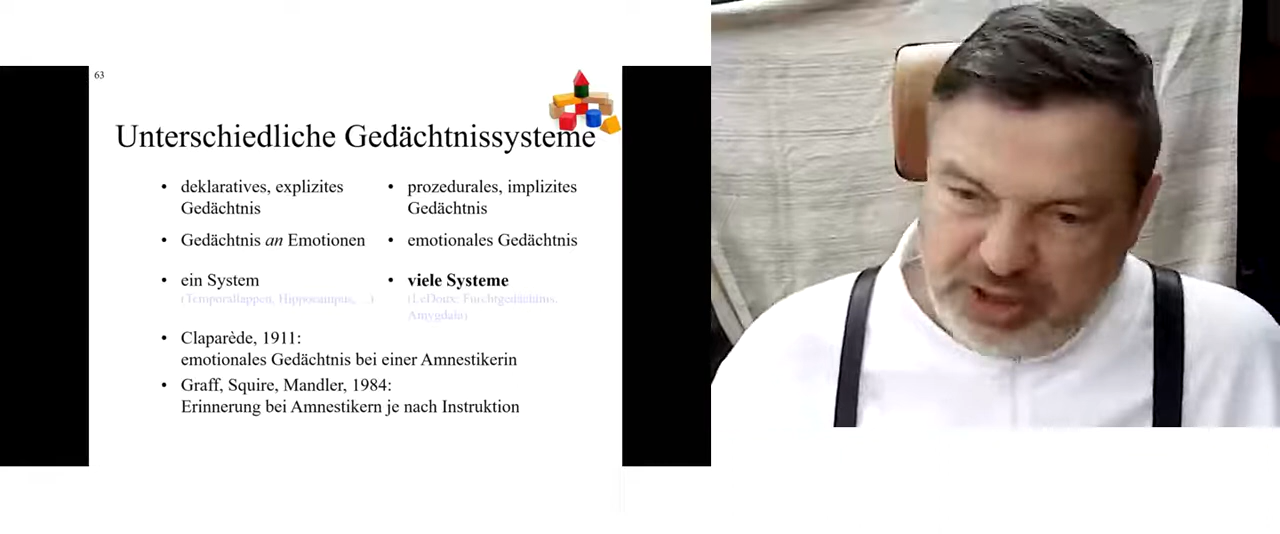 63
Unterschiedliche Gedächtnissysteme
• deklaratives, explizites
Gedächtnis
• Gedächtnis an Emotionen
• ein System
(Temporallappen, Hippocampus, ...)
• prozedurales, implizites
Gedächtnis
• emotionales Gedächtnis
• viele Systeme
(LeDoux: Furchtgedächtnis,
Amygdala)
• Claparède, 1911:
emotionales Gedächtnis bei einer Amnestikerin
• Graff, Squire, Mandler, 1984:
Erinnerung bei Amnestikern je nach Instruktion